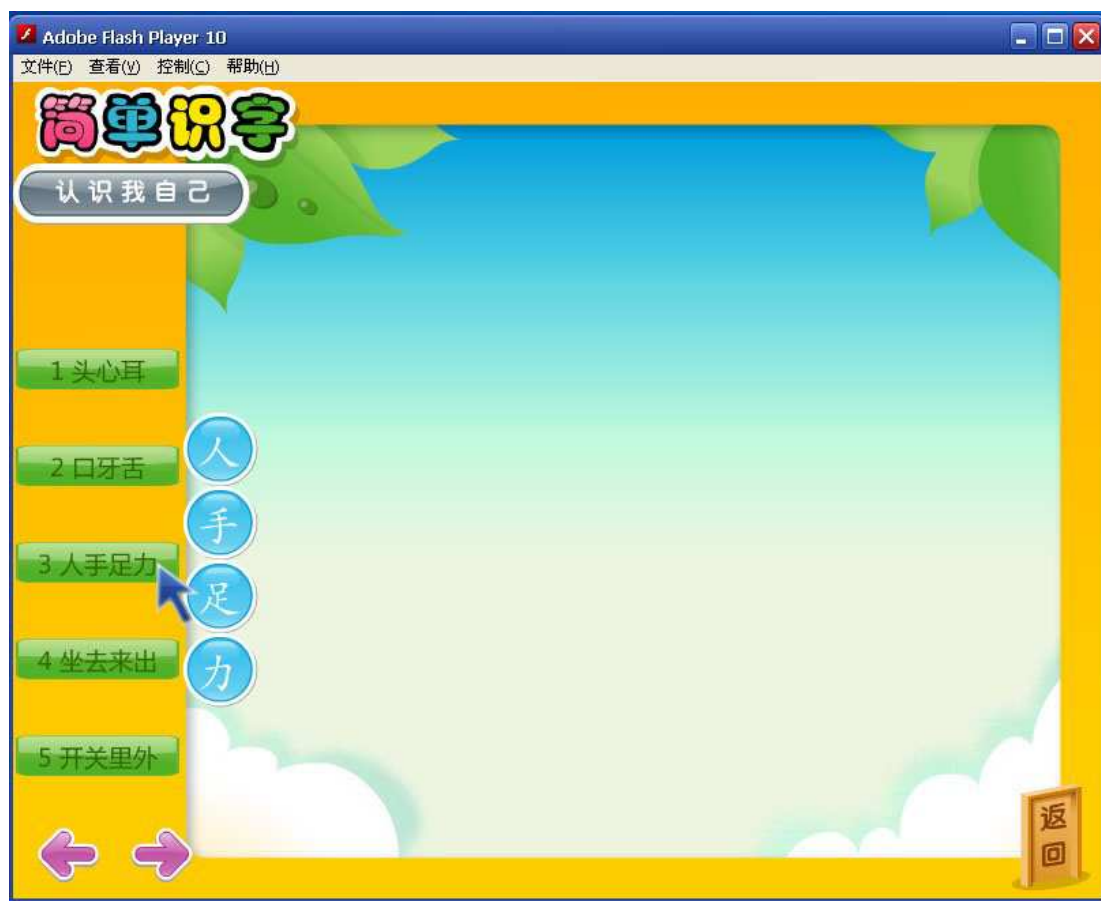 Adobe Flash Player 10
文件(F) 查看(V) 控制(C) 帮助(H)
简单识字
认识我自己
1 头心耳
2 口牙舌
3 人手足力
4 坐去来出
5 开关里外
人
手
足
力
返
回